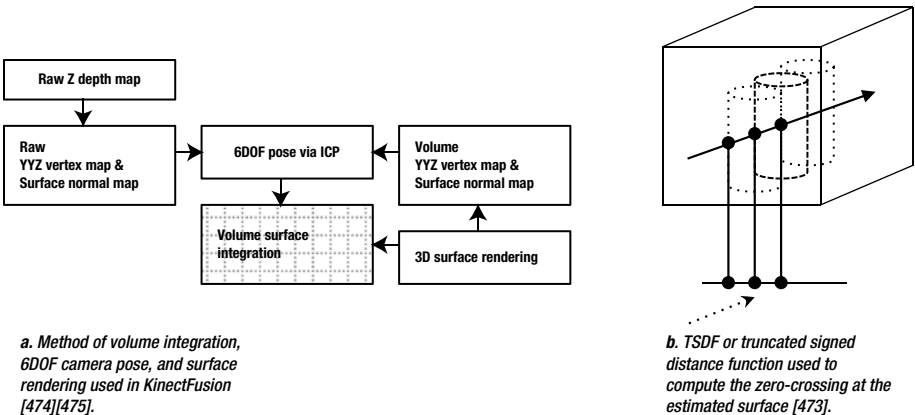 Raw Z depth map
Raw
YYZ vertex map &
Surface normal map
6DOF pose via ICP
Volume
YYZ vertex map &
Surface normal map
Volume surface
integration
3D surface rendering
a. Method of volume integration,
6DOF camera pose, and surface
rendering used in KinectFusion
[474][475].
b. TSDF or truncated signed
distance function used to
compute the zero-crossing at the
estimated surface [473].